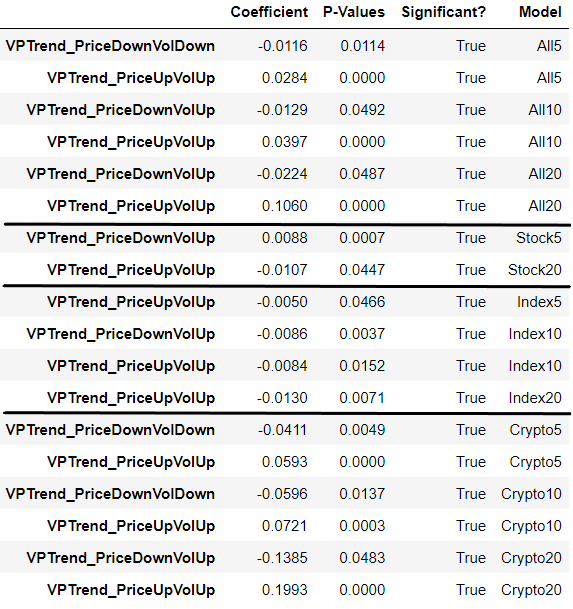 Coefficient P-Values Significant? Model
VPTrend_PriceDownVolDown -0.0116 0.0114 True All5
VPTrend_PriceUpVolUp 0.0284 0.0000 True All5
VPTrend_PriceDownVolUp -0.0129 0.0492 True All10
VPTrend_PriceUpVolUp 0.0397 0.0000 True All10
VPTrend_PriceDownVolUp -0.0224 0.0487 True All20
VPTrend_PriceUpVolUp 0.1060 0.0000 True All20
VPTrend_PriceDownVolUp 0.0088 0.0007 True Stock5
VPTrend_PriceUpVolUp -0.0107 0.0447 True Stock20
VPTrend_PriceUpVolUp -0.0050 0.0466 True Index5
VPTrend_PriceDownVolUp -0.0086 0.0037 True Index10
VPTrend_PriceUpVolUp -0.0084 0.0152 True Index10
VPTrend_PriceUpVolUp -0.0130 0.0071 True Index20
VPTrend_PriceDownVolDown -0.0411 0.0049 True Crypto5
VPTrend_PriceUpVolUp 0.0593 0.0000 True Crypto5
VPTrend_PriceDownVolDown -0.0596 0.0137 True Crypto10
VPTrend_PriceUpVolUp 0.0721 0.0003 True Crypto10
VPTrend_PriceDownVolUp -0.1385 0.0483 True Crypto20
VPTrend_PriceUpVolUp 0.1993 0.0000 True Crypto20